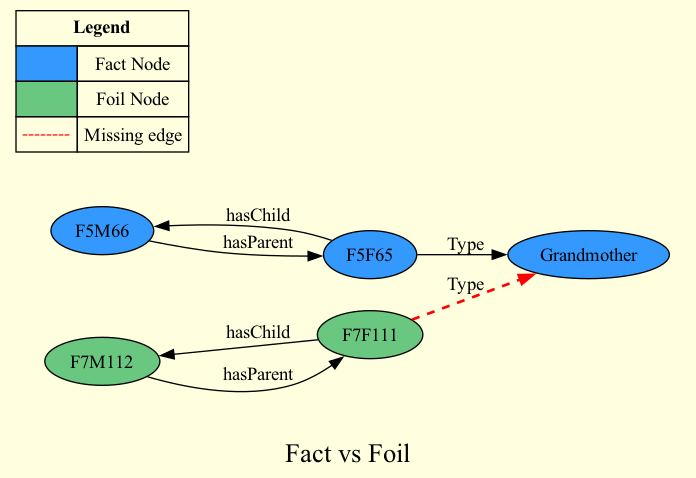 Legend
Fact Node
Foil Node
Missing edge
F5M66
hasChild
hasParent
F5F65
Type
Grandmother
Type
F7M112
hasChild
hasParent
F7F111
Fact vs Foil